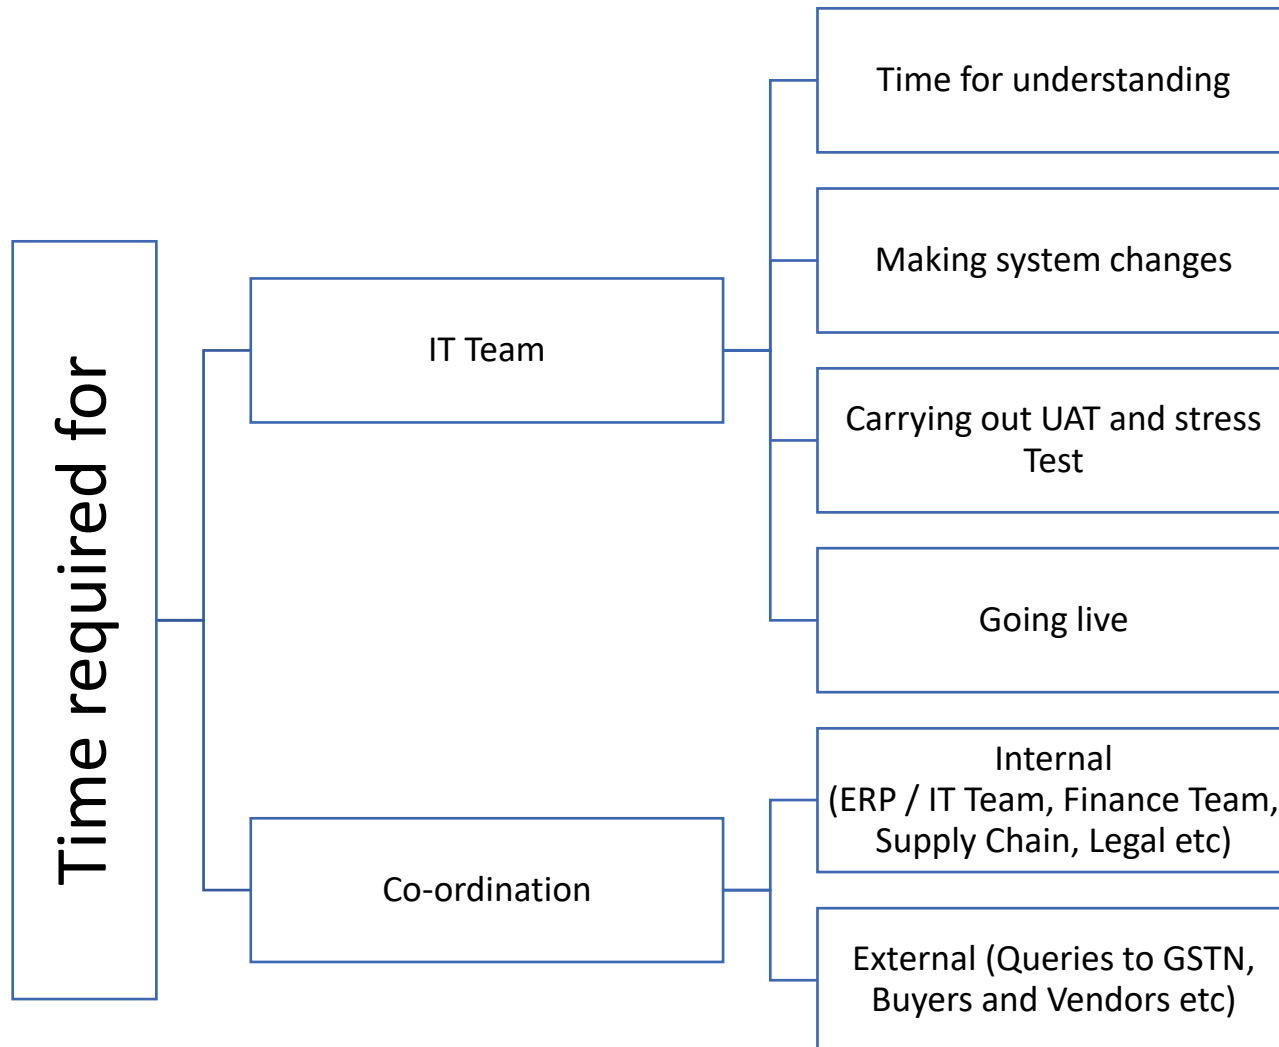 Time required for
IT Team
Time for understanding
Making system changes
Carrying out UAT and stress
Test
Going live
Co-ordination
Internal
(ERP / IT Team, Finance Team,
Supply Chain, Legal etc)
External (Queries to GSTN,
Buyers and Vendors etc)